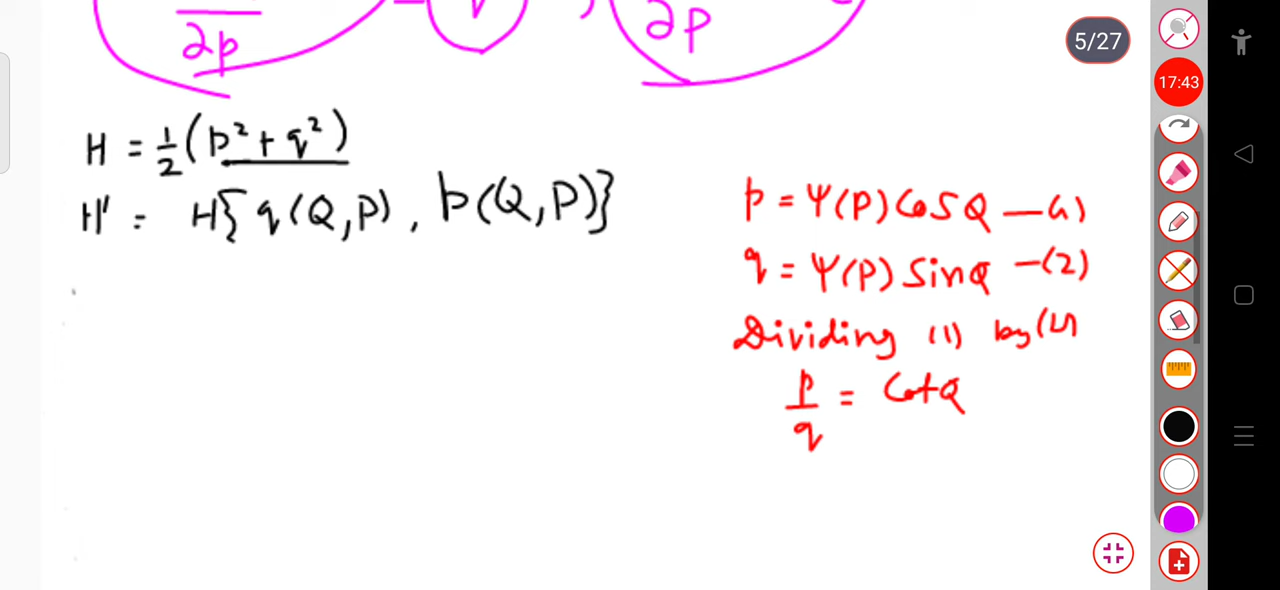 ∂p
q
∂p
5/27
17:43
H = 1/2 (p² + q²)
H' = H{ q(Q,P), p(Q,P)}
p = Ψ(P) Cos Q —(1)
q = Ψ(P) Sin Q —(2)
Dividing (1) by (2)
p/q = Cot Q